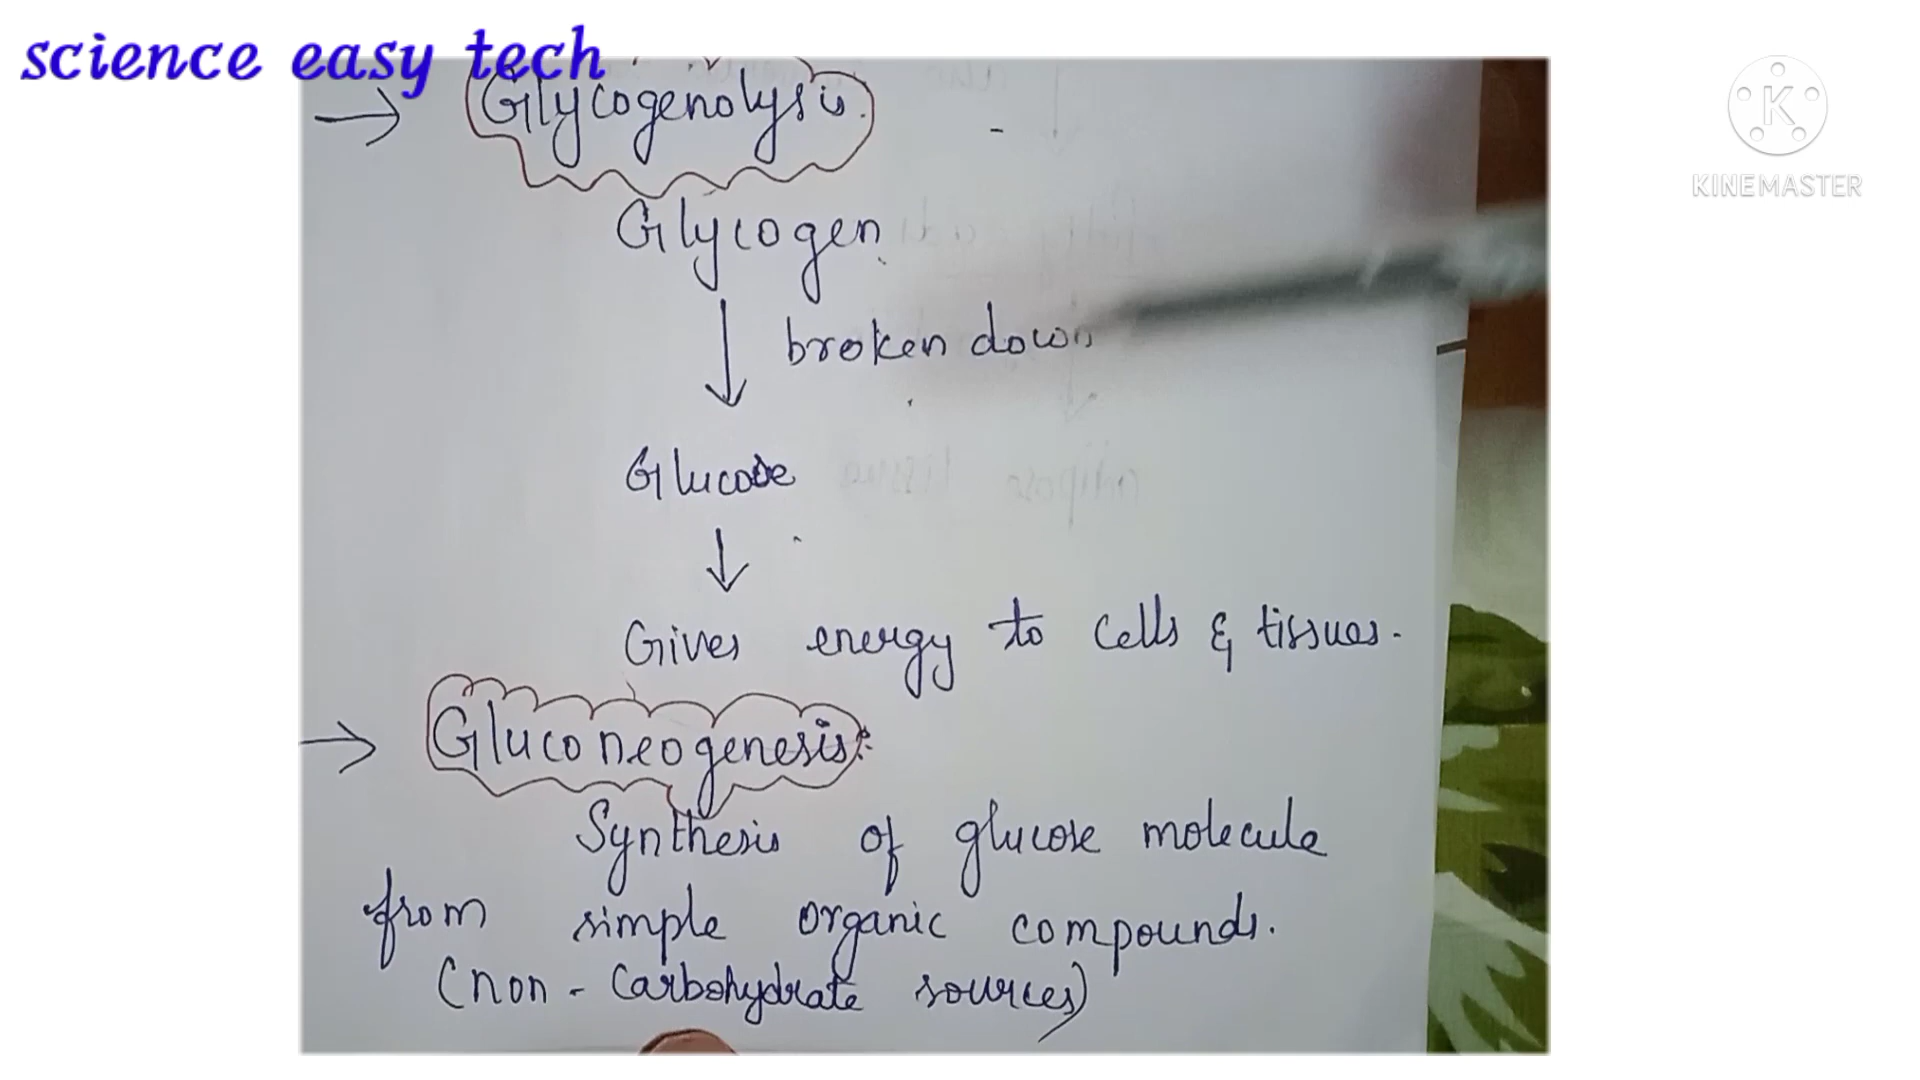 science easy tech
→ Glycogenolysis.
Glycogen
↓ broken down
Glucose
↓
Gives energy to cells & tissues.
→ Gluconeogenesis:
Synthesis of glucose molecule
from simple organic compounds.
(non - Carbohydrate sources)
K
KINEMASTER